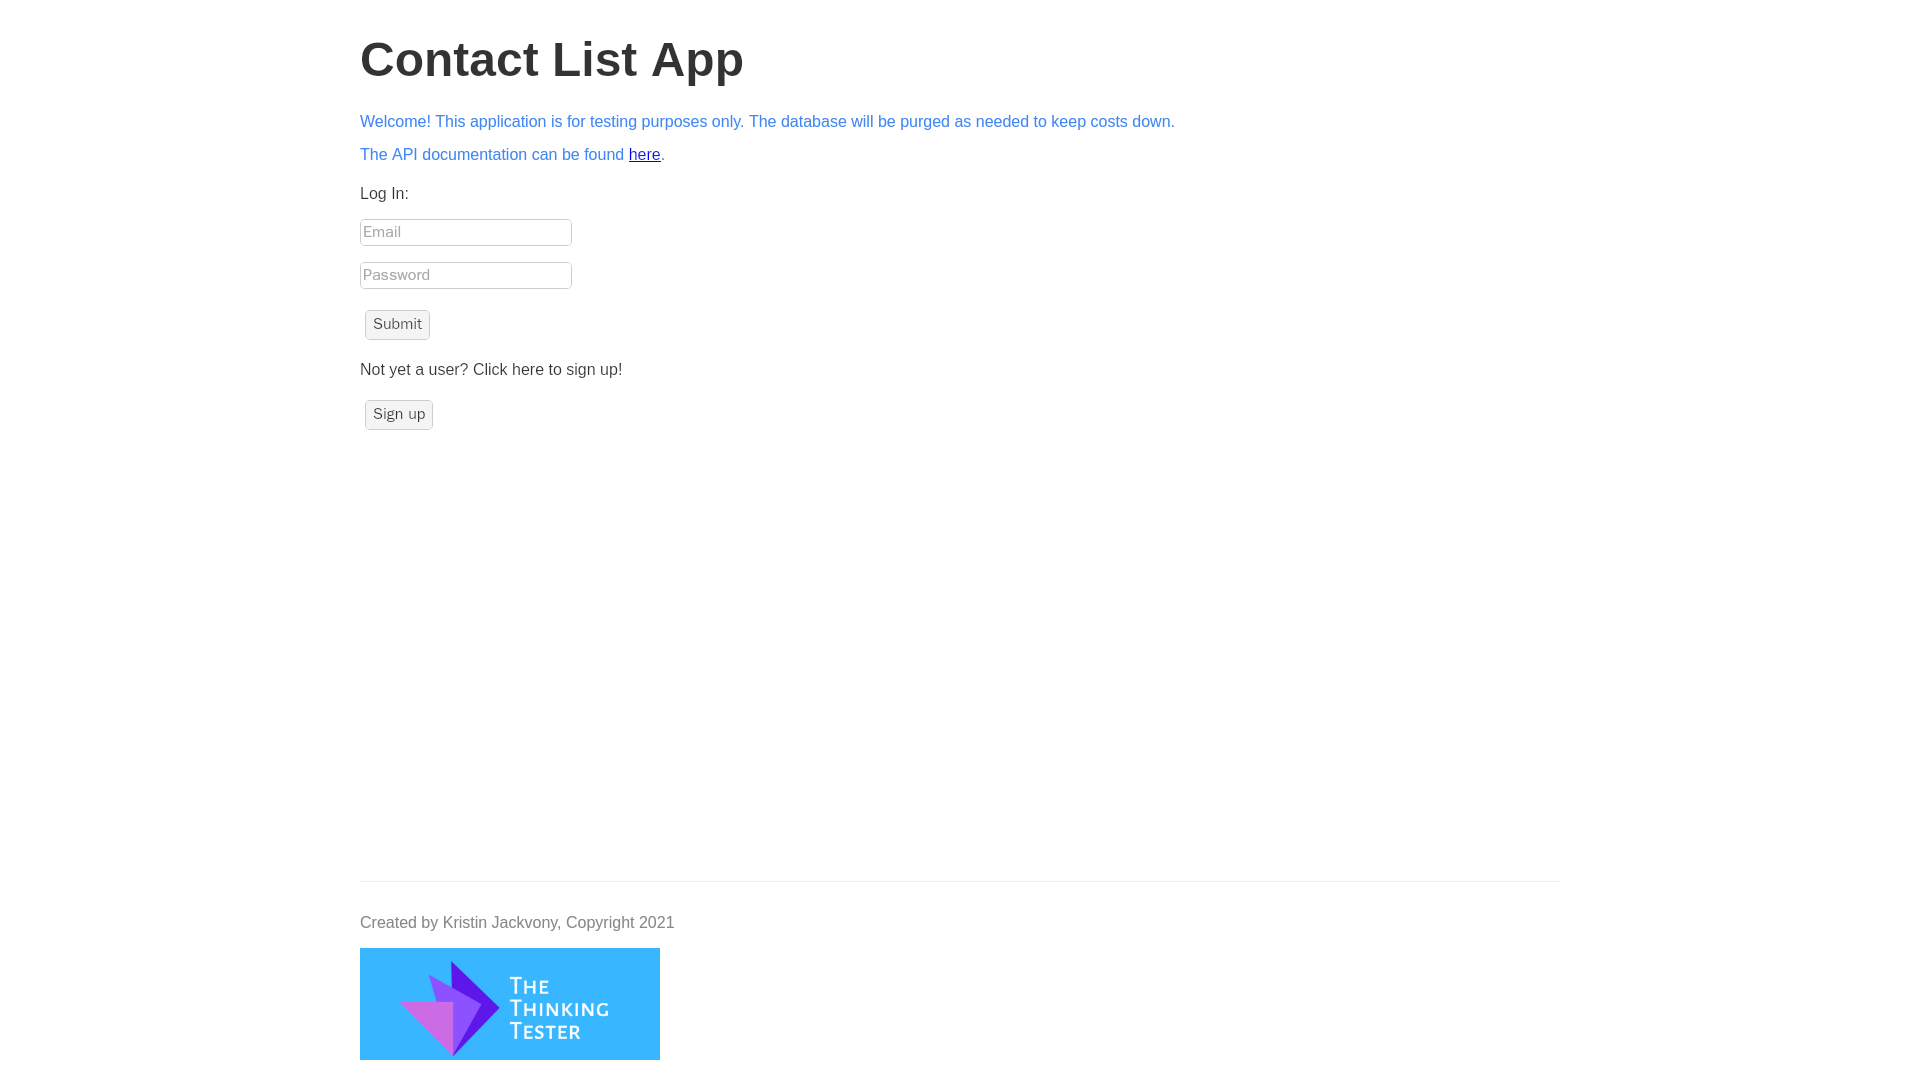 Contact List App
Welcome! This application is for testing purposes only. The database will be purged as needed to keep costs down.
The API documentation can be found here.
Log In:
Email
Password
Submit
Not yet a user? Click here to sign up!
Sign up
Created by Kristin Jackvony, Copyright 2021
THE
THINKING
TESTER